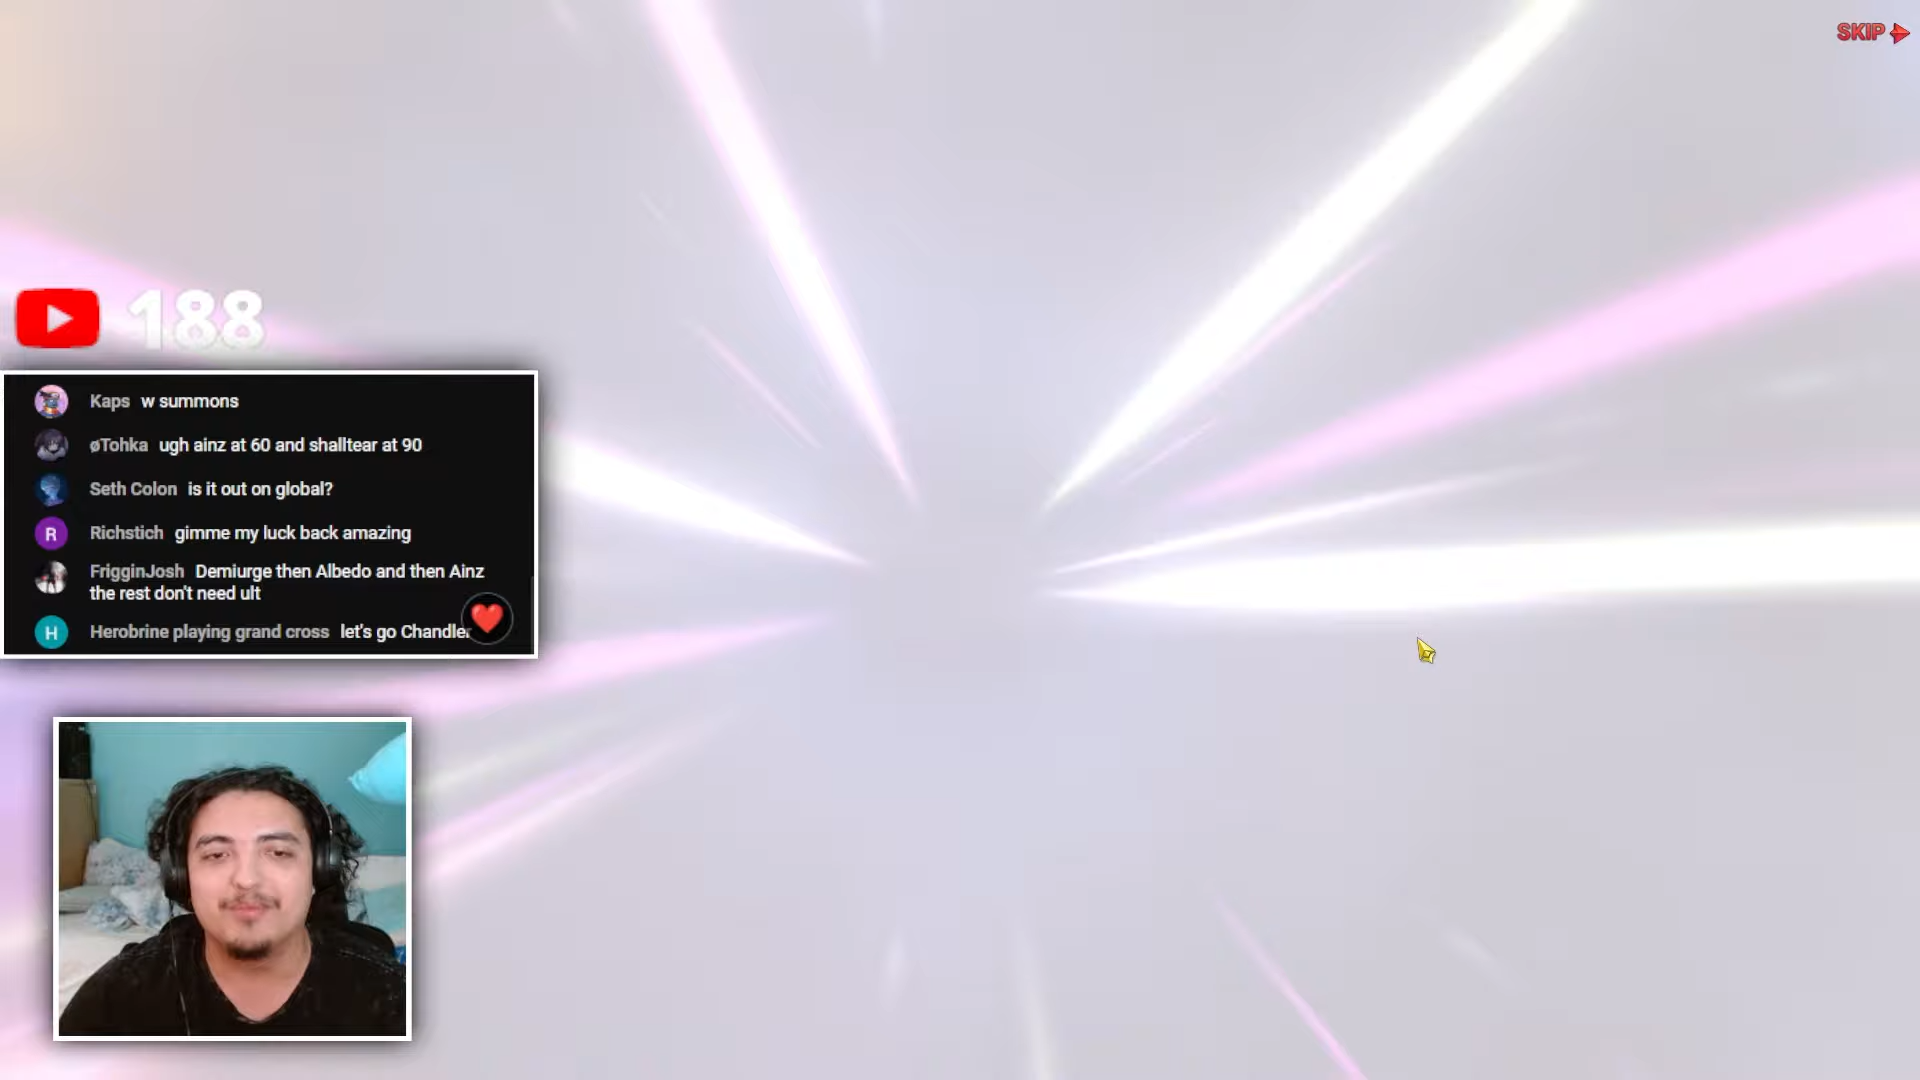 SKIP
188
Kaps w summons
øTohka ugh ainz at 60 and shalltear at 90
Seth Colon is it out on global?
R
Richstich gimme my luck back amazing
FrigginJosh Demiurge then Albedo and then Ainz
the rest don't need ult
H
Herobrine playing grand cross let's go Chandler